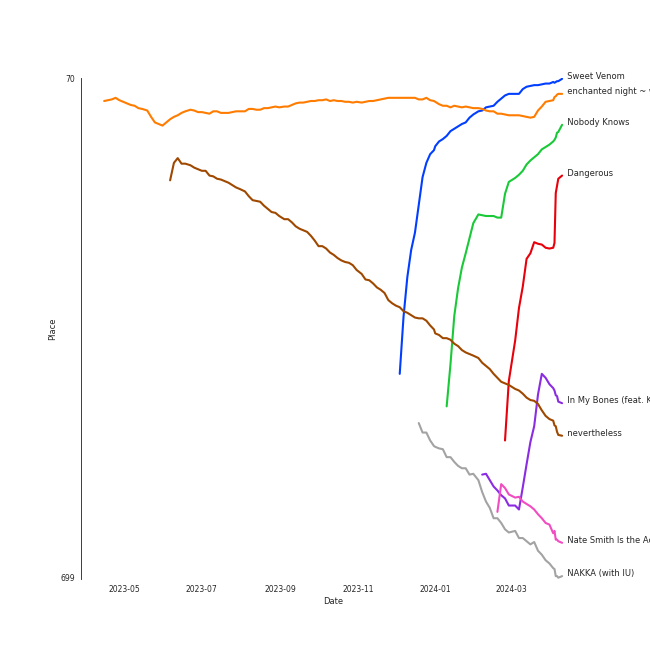 70
Sweet Venom
enchanted night ~
Nobody Knows
Dangerous
Place
In My Bones (feat. K
nevertheless
Nate Smith Is the
NAKKA (with IU)
699
2023-05
2023-07
2023-09
2023-11
2024-01
2024-03
Date